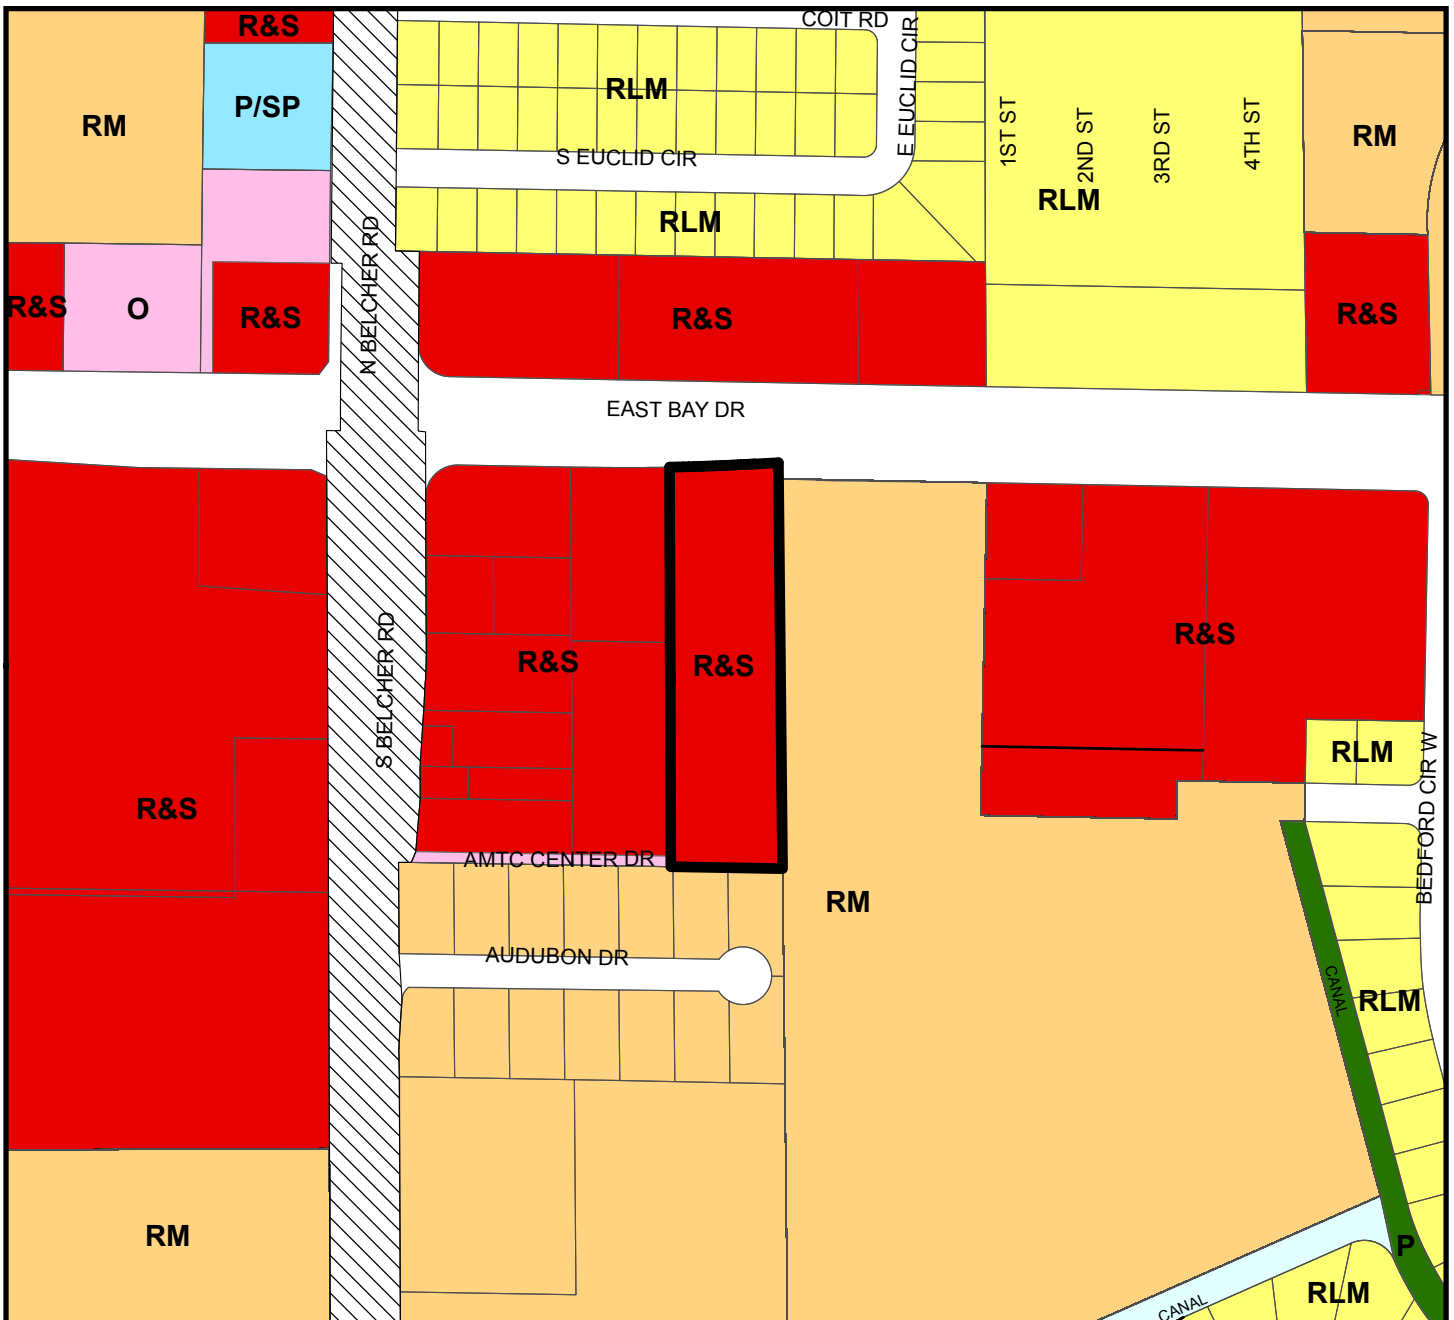 COIT RD
R&S
RLM
E EUCLID CIR
P/SP
RM
1ST ST
2ND ST
3RD ST
4TH ST
RM
S EUCLID CIR
RLM
RLM
N BELCHER RD
R&S
O
R&S
R&S
R&S
EAST BAY DR
R&S
R&S
R&S
S BELCHER RD
RLM
BEDFORD CIR W
R&S
AMTC CENTER DR
RM
AUDUBON DR
CANAL
RLM
RM
P
RLM
CANAL